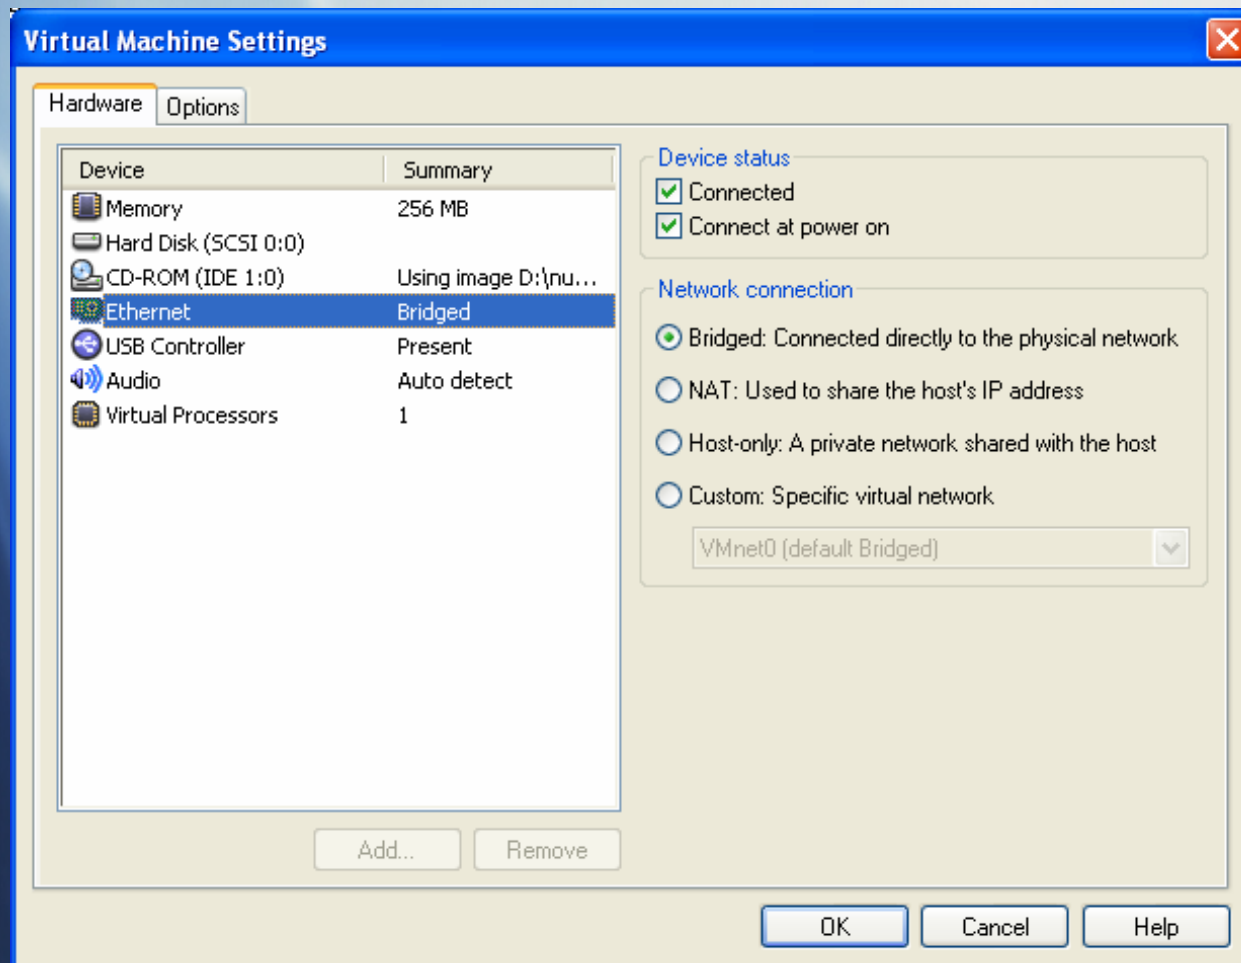 Virtual Machine Settings
Hardware Options
Device Summary
Memory 256 MB
Hard Disk (SCSI 0:0)
CD-ROM (IDE 1:0) Using image D:\nu...
Ethernet Bridged
USB Controller Present
Audio Auto detect
Virtual Processors 1
Add... Remove
Device status
Connected
Connect at power on
Network connection
Bridged: Connected directly to the physical network
NAT: Used to share the host's IP address
Host-only: A private network shared with the host
Custom: Specific virtual network
VMnet0 (default Bridged)
OK Cancel Help